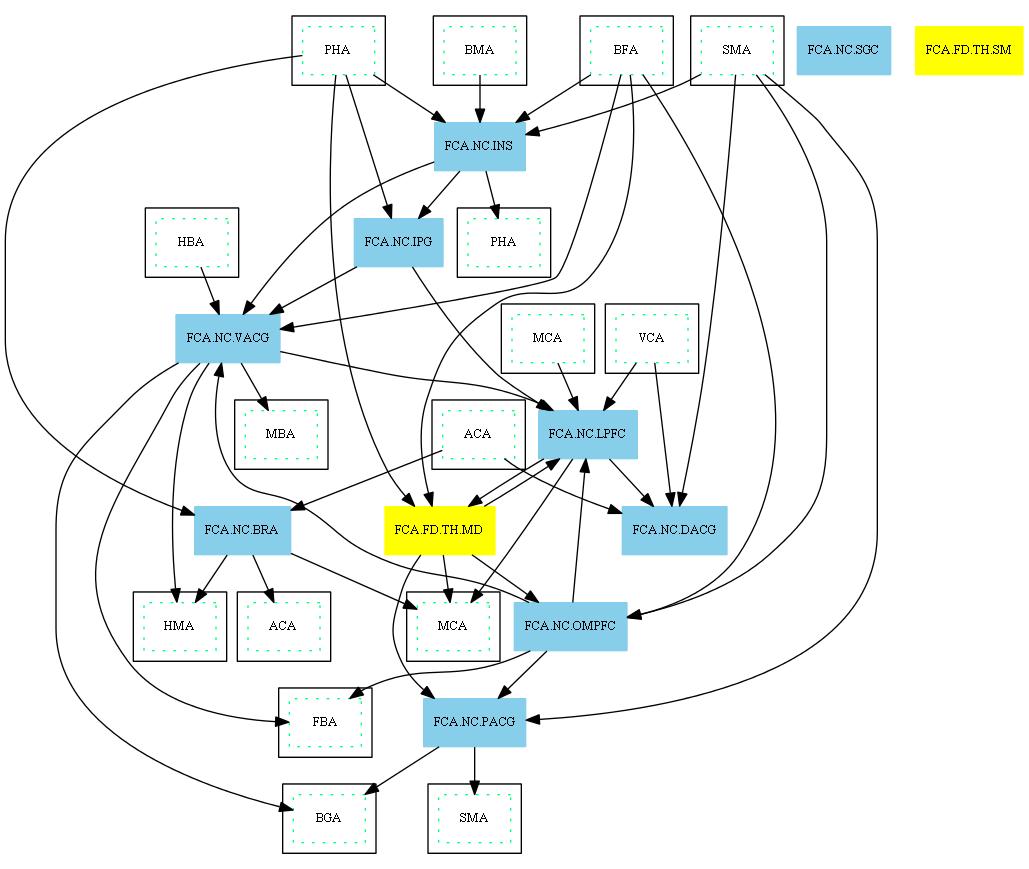 PHA
BMA
BFA
SMA
FCA.NC.SGC
FCA.FD.TH.SM
FCA.NC.INS
HBA
FCA.NC.IPG
PHA
FCA.NC.VACG
MCA
VCA
MBA
ACA
FCA.NC.LPFC
FCA.NC.BRA
FCA.FD.TH.MD
FCA.NC.DACG
HMA
ACA
MCA
FCA.NC.OMPFC
FBA
FCA.NC.PACG
BGA
SMA